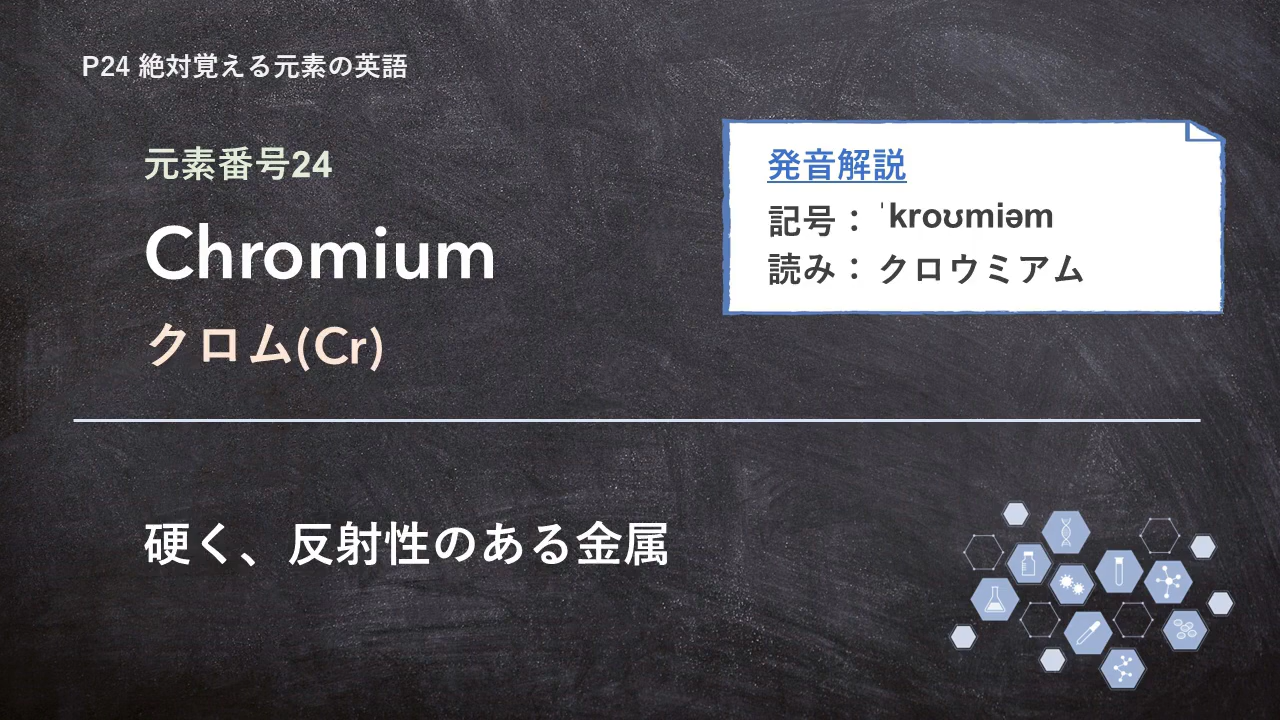 P24 絶対覚える元素の英語
元素番号24
Chromium
クロム(Cr)
発音解説
記号： ˈkroʊmiəm
読み： クロウミアム
硬く、反射性のある金属